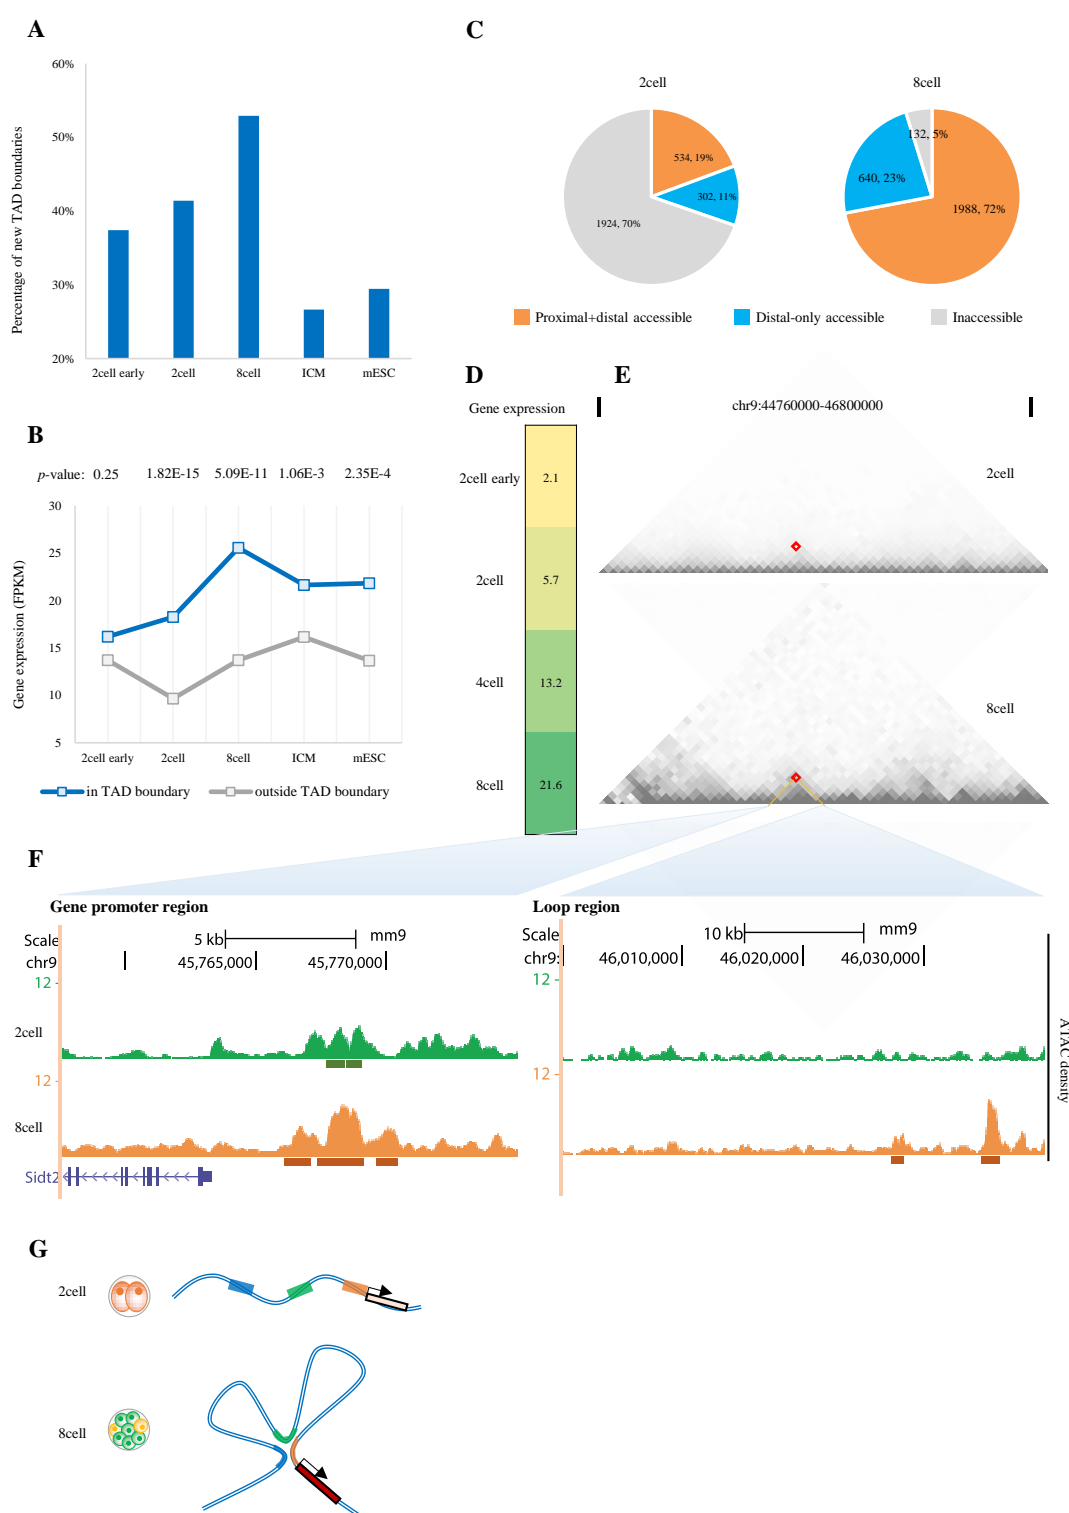 A
60%
50%
40%
30%
20%
Percentage of new TAD boundaries
2cell early 2cell 8cell ICM mESC
B
p-value: 0.25 1.82E-15 5.09E-11 1.06E-3 2.35E-4
30
25
20
15
10
5
Gene expression (FPKM)
2cell early 2cell 8cell ICM mESC
in TAD boundary outside TAD boundary
C
2cell 8cell
534, 19%
302, 11%
1924, 70%
132, 5%
640, 23%
1988, 72%
Proximal+distal accessible Distal-only accessible Inaccessible
D
Gene expression
2cell early 2.1
2cell 5.7
4cell 13.2
8cell 21.6
E
chr9:44760000-46800000
2cell
8cell
F
Gene promoter region
Scale 5 kb mm9
chr9 45,765,000 45,770,000
12
2cell
12
8cell
Sidt2
Loop region
Scale 10 kb mm9
chr9: 46,010,000 46,020,000 46,030,000
12
12
ATAC density
G
2cell
8cell